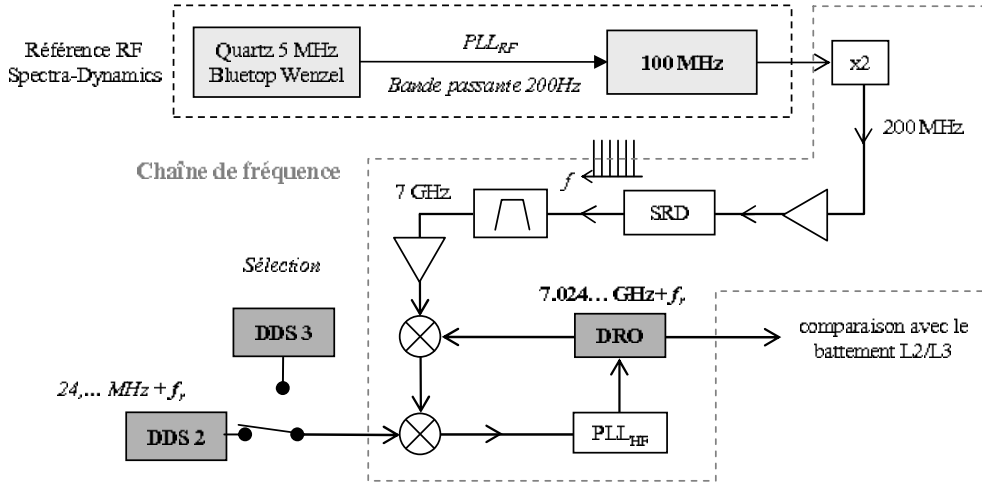 Référence RF
Spectra-Dynamics
Quartz 5 MHz
Bluetop Wenzel
PLL_RF
Bande passante 200Hz
100 MHz
x2
200 MHz
Chaîne de fréquence
7 GHz
f
SRD
Sélection
7.024… GHz+ f_r
DDS 3
DRO
comparaison avec le
battement L2/L3
24,… MHz + f_r
DDS 2
PLL_HF